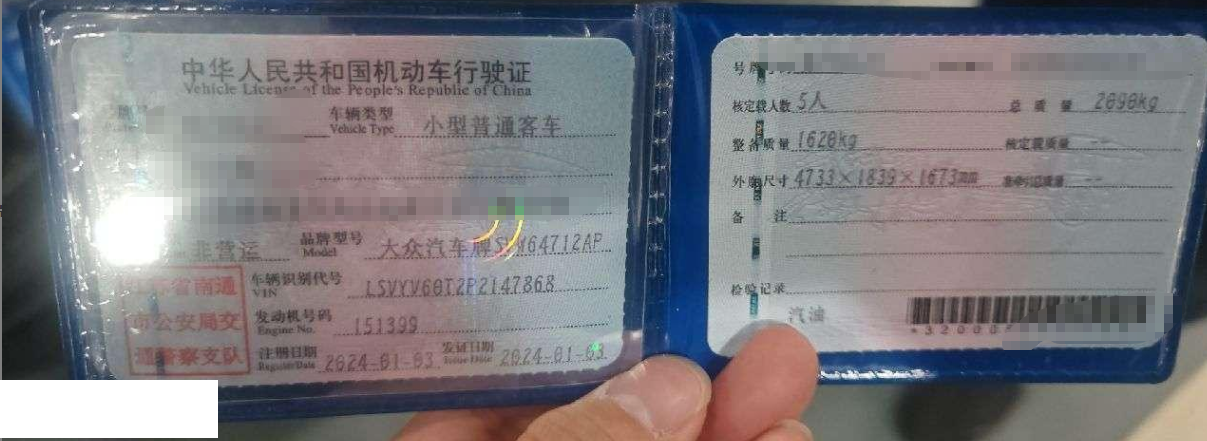 中华人民共和国机动车行驶证
Vehicle License of the People's Republic of China
车辆类型 小型普通客车
Vehicle Type
非营运 品牌型号 大众汽车牌SVW64712AP
Model
车辆识别代号 LSVYV60T2P2147868
VIN
发动机号码 151399
Engine No.
注册日期 2024-01-03 发证日期 2024-01-03
Register Date Issue Date
江苏省南通
市公安局交
通警察支队
核定载人数 5人 总质量 2090kg
整备质量 1620kg 核定载质量 --
外廓尺寸 4733×1839×1673 --
备注
检验记录
汽油
*32000